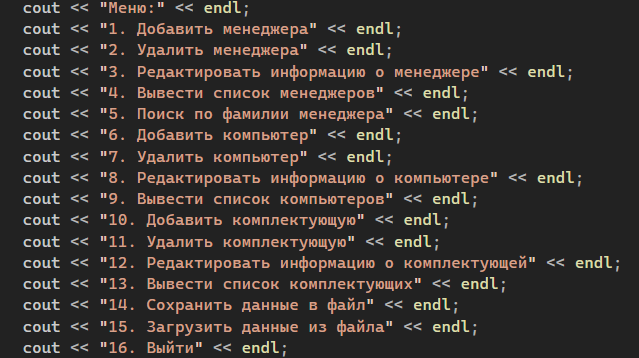 cout << "Меню:" << endl;
cout << "1. Добавить менеджера" << endl;
cout << "2. Удалить менеджера" << endl;
cout << "3. Редактировать информацию о менеджере" << endl;
cout << "4. Вывести список менеджеров" << endl;
cout << "5. Поиск по фамилии менеджера" << endl;
cout << "6. Добавить компьютер" << endl;
cout << "7. Удалить компьютер" << endl;
cout << "8. Редактировать информацию о компьютере" << endl;
cout << "9. Вывести список компьютеров" << endl;
cout << "10. Добавить комплектующую" << endl;
cout << "11. Удалить комплектующую" << endl;
cout << "12. Редактировать информацию о комплектующей" << endl;
cout << "13. Вывести список комплектующих" << endl;
cout << "14. Сохранить данные в файл" << endl;
cout << "15. Загрузить данные из файла" << endl;
cout << "16. Выйти" << endl;